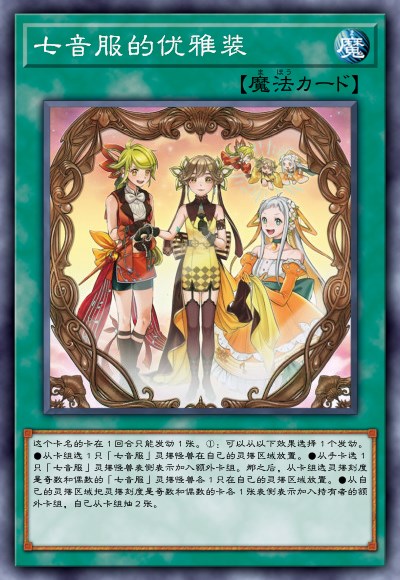 七音服的优雅装
魔
【魔法カード】
ま ほう
这个卡名的卡在1回合只能发动1张。①：可以从以下效果选择1个发动。
●从卡组选1只「七音服」灵摆怪兽在自己的灵摆区域放置。●从手卡选1
只「七音服」灵摆怪兽表侧表示加入额外卡组。那之后，从卡组选灵摆刻度
是奇数和偶数的「七音服」灵摆怪兽各1只在自己的灵摆区域放置。●从自
己的灵摆区域把灵摆刻度是奇数和偶数的卡各1张表侧表示加入持有者的额
外卡组，自己从卡组抽2张。